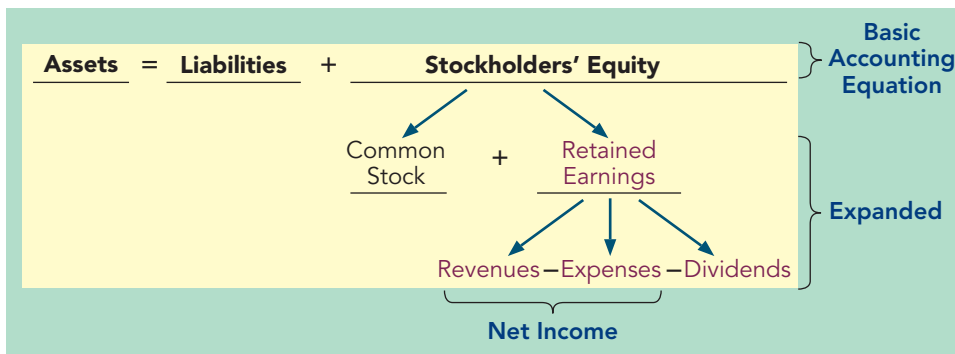 Assets = Liabilities + Stockholders’ Equity
Basic
Accounting
Equation
Common
Stock
+
Retained
Earnings
Expanded
Revenues – Expenses – Dividends
Net Income